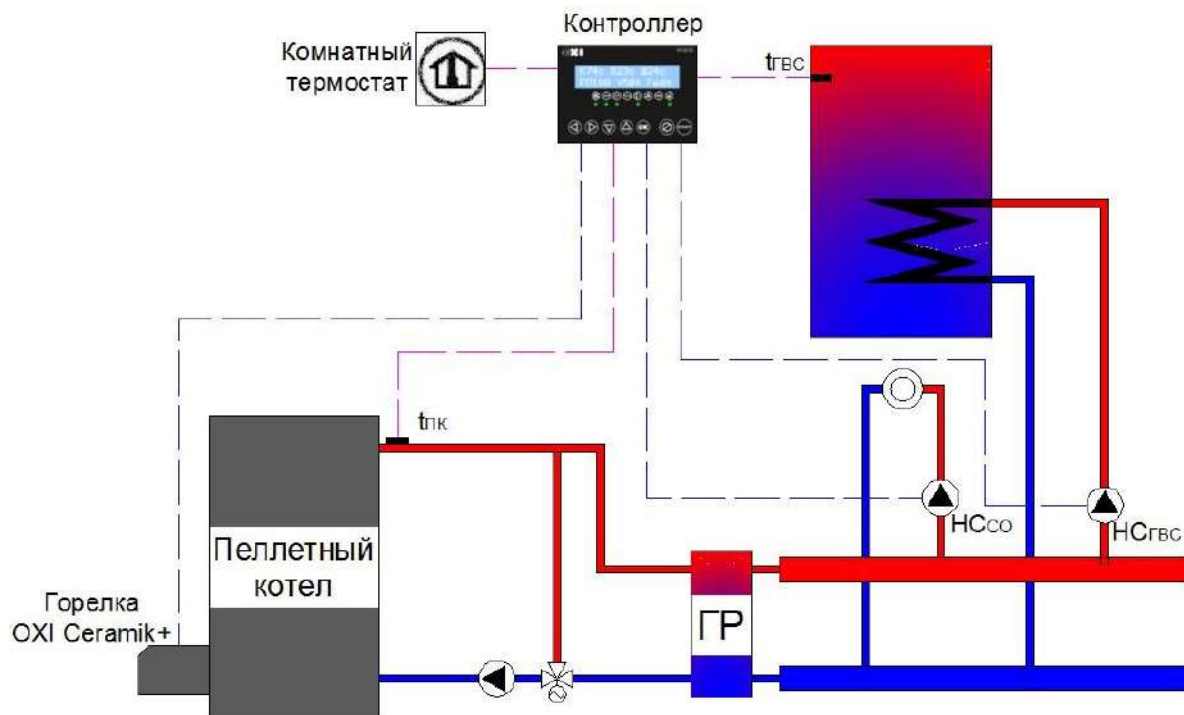 Контроллер
Комнатный
термостат
tГВС
tПК
НСсо
НСГВС
Пеллетный
котел
ГР
Горелка
OXI Ceramik+